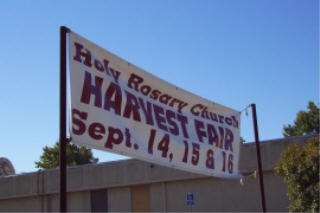 Holy Rosary Church
HARVEST FAIR
Sept. 14, 15 & 16